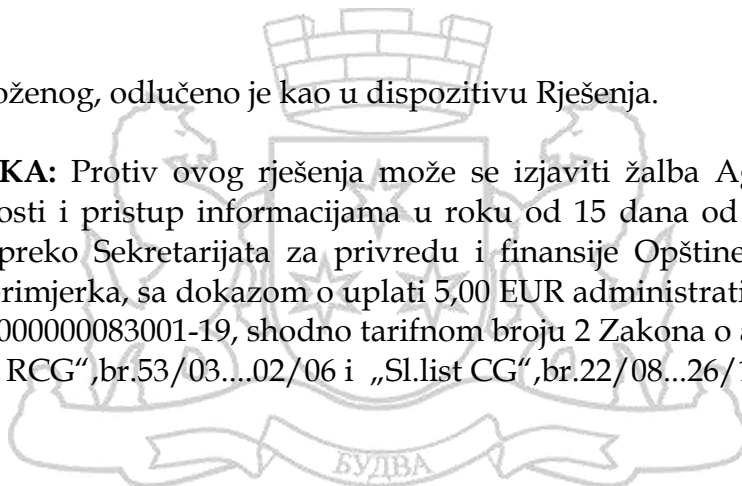 oženog, odlučeno je kao u dispozitivu Rješenja.
KA: Protiv ovog rješenja može se izjaviti žalba Ag
osti i pristup informacijama u roku od 15 dana od
preko Sekretarijata za privredu i finansije Opštine
rimjerka, sa dokazom o uplati 5,00 EUR administrati
000000083001-19, shodno tarifnom broju 2 Zakona o a
RCG“,br.53/03....02/06 i „Sl.list CG“,br.22/08...26/1
БУДВА